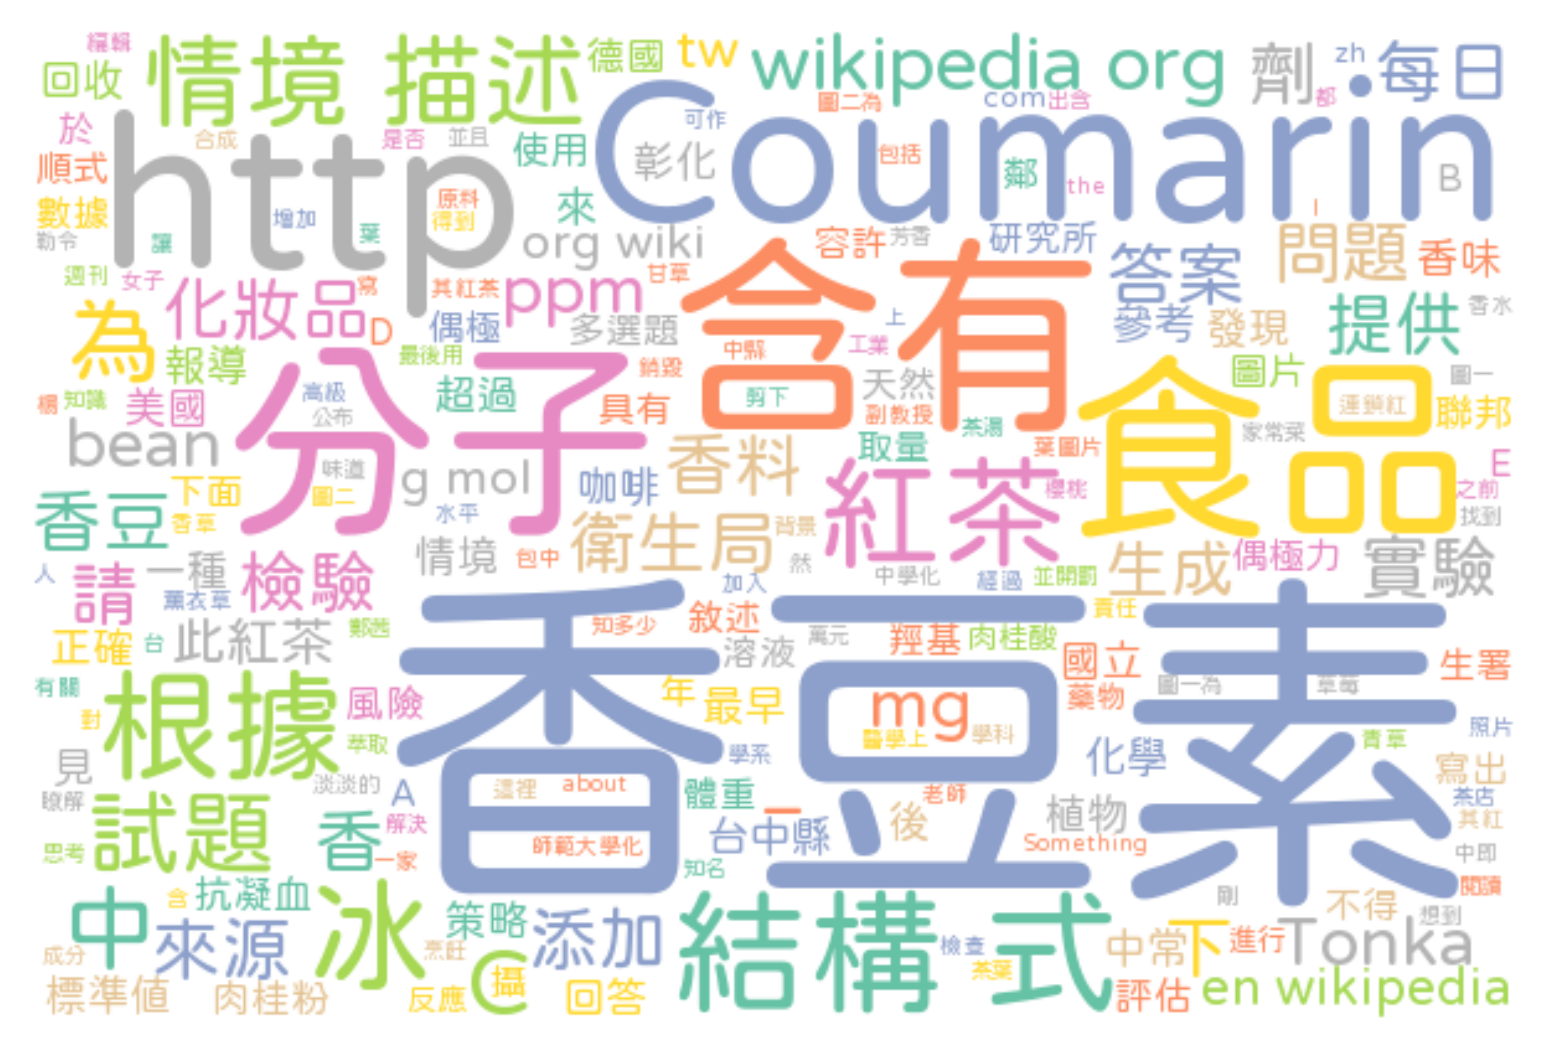 編輯
回收
情境 描述
德國
tw
wikipedia org
劑
zh
每日
於
合成
是否
並且
使用
圖二為
com
出含
都
可作
http
Coumarin
順式
數據
勒令
增加
讓
葉
原料
得到
來
彰化
包括
鄰
the
B
org wiki
週刊
女子
寫
化妝品
其紅茶
ppm
甘草
容許
芳香
研究所
答案
問題
香味
為
D
偶極
多選題
含有
上
工業
中縣
參考
發現
提供
香水
報導
最後用
分子
銷毀
剪下
天然
圖片
圖一
知識
美國
高級
公布
超過
具有
副教授
食品
連鎖紅
聯邦
bean
味道
g mol
香料
取量
茶湯
葉圖片
家常菜
E
香豆
下面
香草
圖二
水平
咖啡
紅茶
櫻桃
之前
找到
人
請
一種
薰衣草
檢驗
情境
包中
衛生局
背景
然
中學化
經過
並開罰
生成
偶極力
實驗
正確
台
此紅茶
鄭茜
香豆素
知多少
敘述
加入
溶液
萬元
羥基
肉桂酸
責任
國立
生署
有關
對
根據
風險
萃取
年
最早
mg
醫學上
學科
藥物
圖一為
草莓
照片
見
瞭解
淡淡的
A
這裡
about
學系
體重
化學
青草
寫出
茶店
思考
試題
香
解決
一家
師範大學化
台中縣
一
知名
後
老師
植物
Something
其紅
中即
閱讀
中
含
抗凝血
冰
策略
添加
結構 式
檢查
茶葉
剛
不得
想到
成分
來源
烹飪
C
攝
中常
下
進行
Tonka
標準值
肉桂粉
反應
回答
評估
en wikipedia